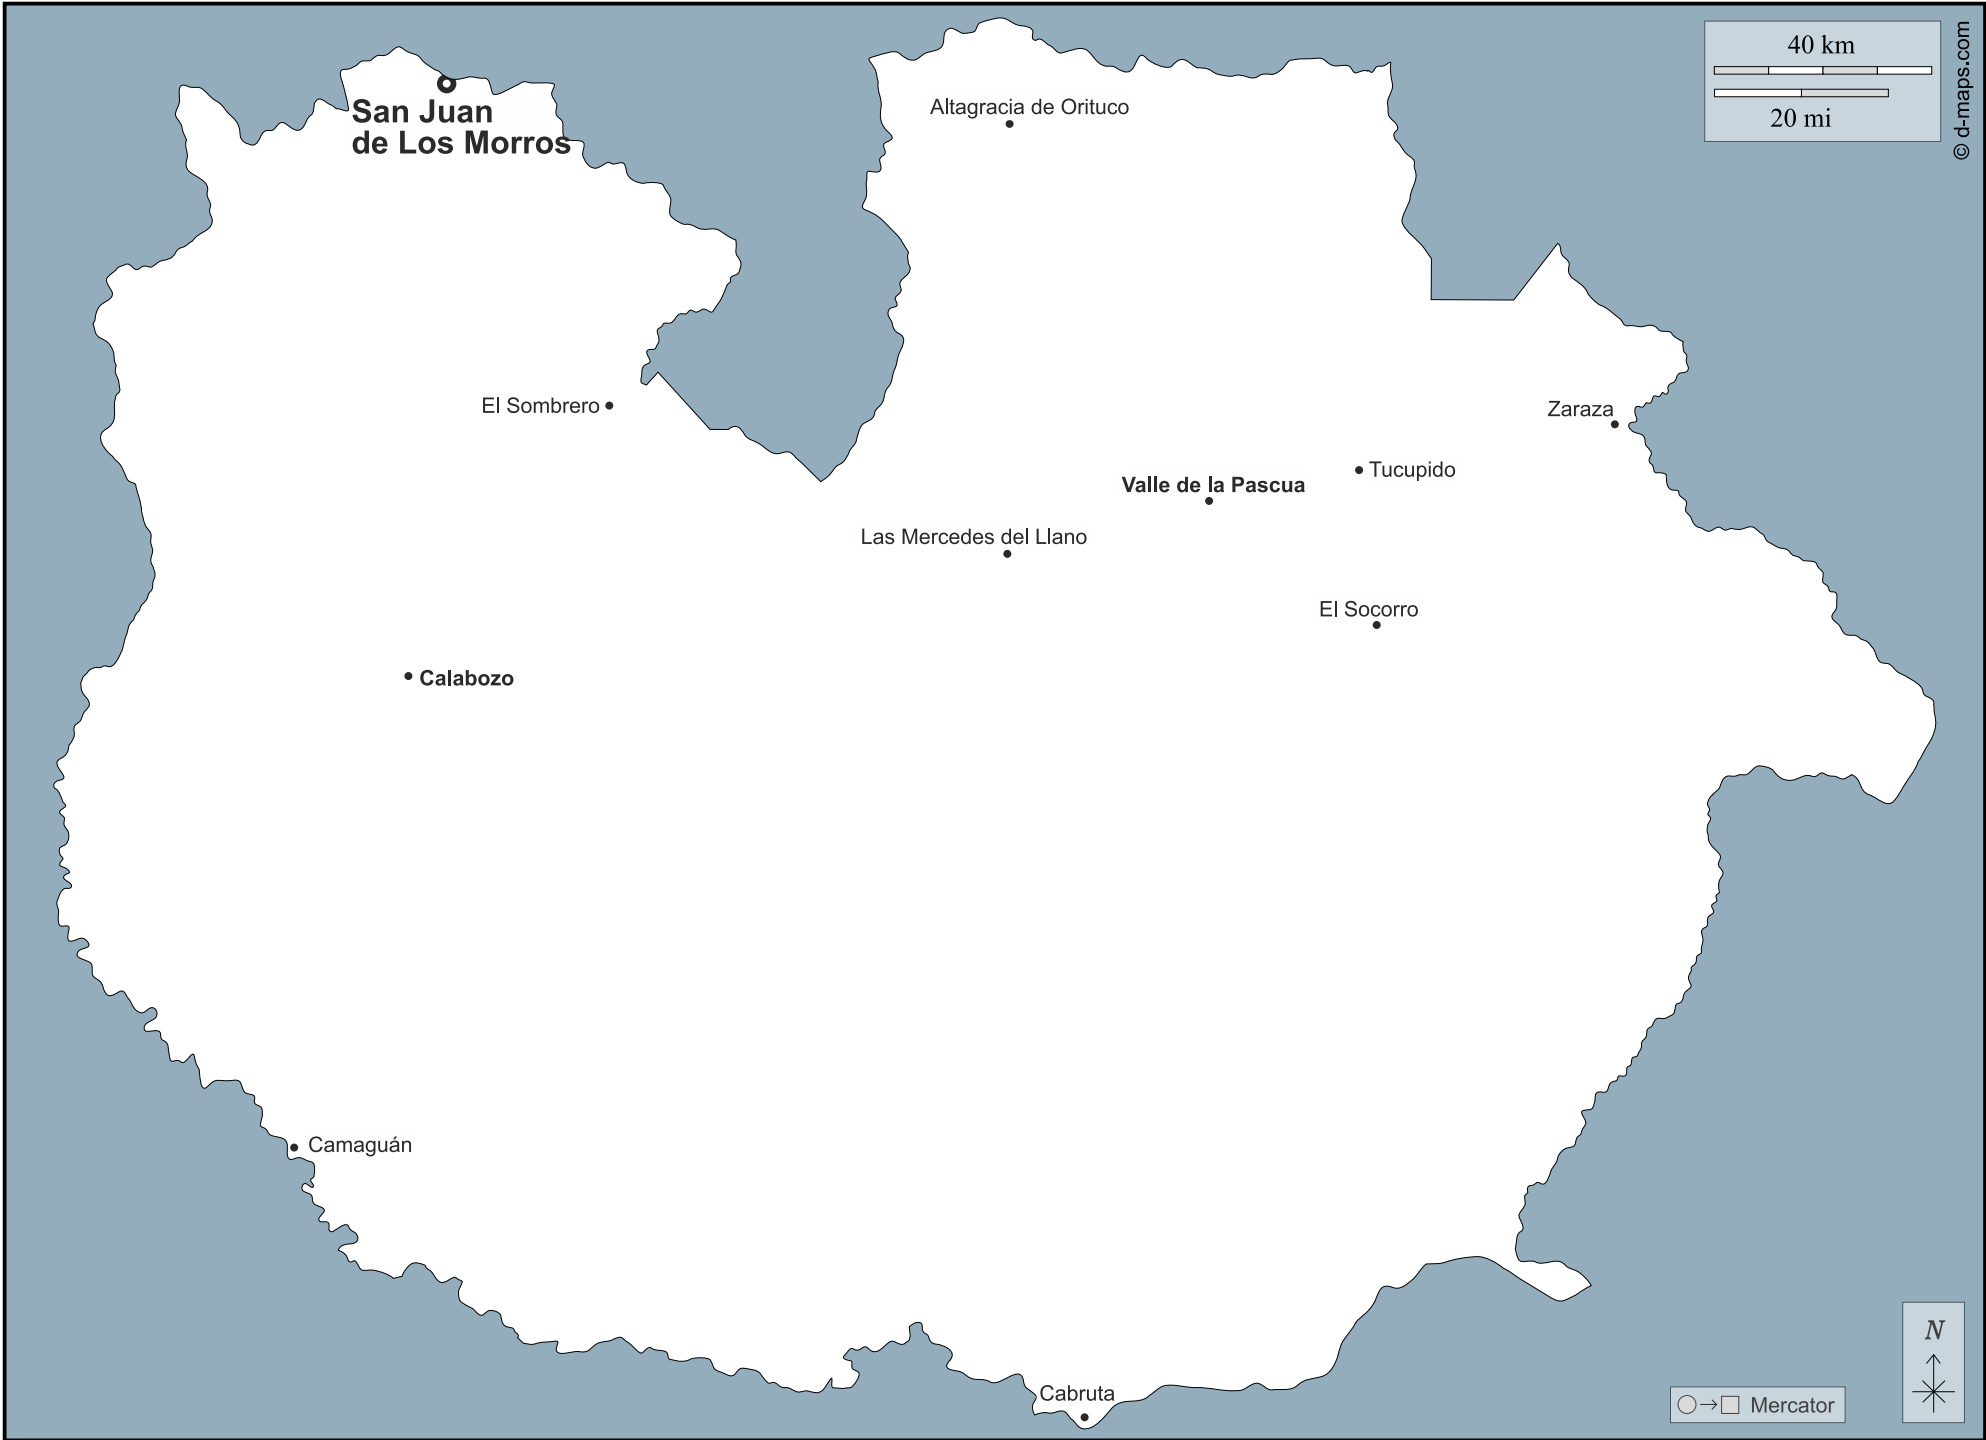 40 km
20 mi
© d-maps.com
San Juan
de Los Morros
Altagracia de Orituco
El Sombrero
Zaraza
Tucupido
Valle de la Pascua
Las Mercedes del Llano
El Socorro
Calabozo
Camaguán
Cabruta
N
Mercator